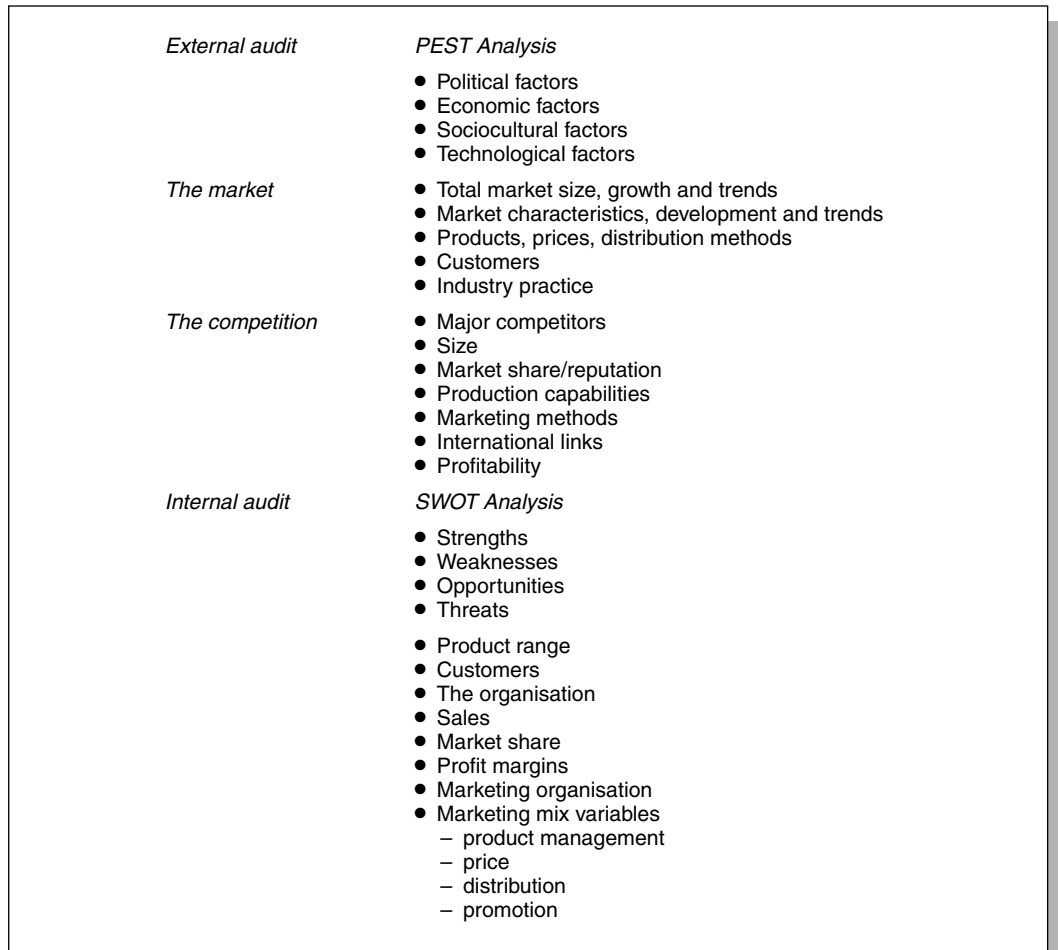 External audit PEST Analysis
● Political factors
● Economic factors
● Sociocultural factors
● Technological factors
The market ● Total market size, growth and trends
● Market characteristics, development and trends
● Products, prices, distribution methods
● Customers
● Industry practice
The competition ● Major competitors
● Size
● Market share/reputation
● Production capabilities
● Marketing methods
● International links
● Profitability
Internal audit SWOT Analysis
● Strengths
● Weaknesses
● Opportunities
● Threats
● Product range
● Customers
● The organisation
● Sales
● Market share
● Profit margins
● Marketing organisation
● Marketing mix variables
– product management
– price
– distribution
– promotion